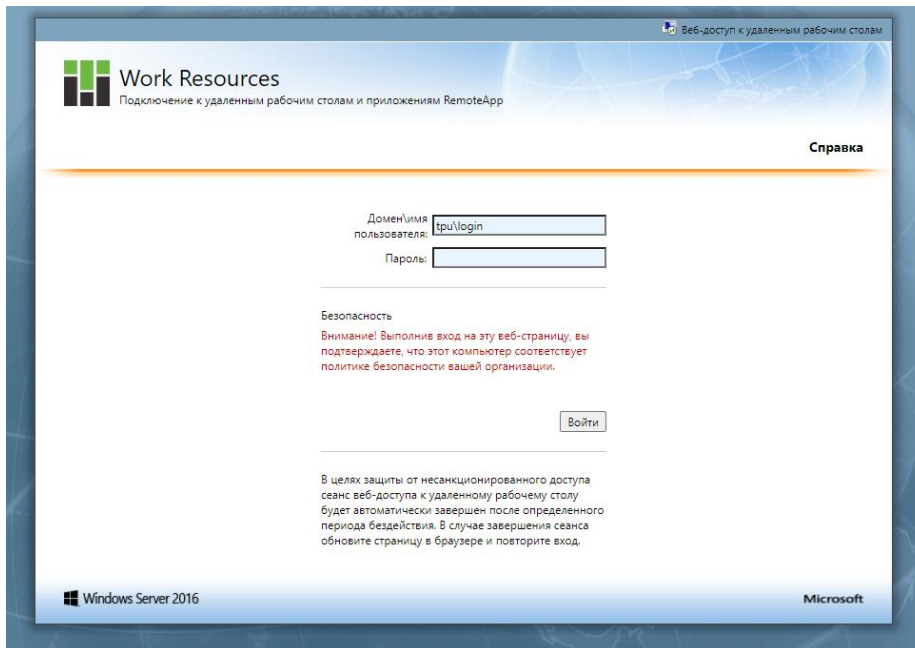 Веб-доступ к удаленным рабочим столам
Work Resources
Подключение к удаленным рабочим столам и приложениям RemoteApp
Справка
Домен\имя
пользователя:
tpu\login
Пароль:
Безопасность
Внимание! Выполнив вход на эту веб-страницу, вы
подтверждаете, что этот компьютер соответствует
политике безопасности вашей организации.
Войти
В целях защиты от несанкционированного доступа
сеанс веб-доступа к удаленному рабочему столу
будет автоматически завершен после определенного
периода бездействия. В случае завершения сеанса
обновите страницу в браузере и повторите вход.
Windows Server 2016
Microsoft